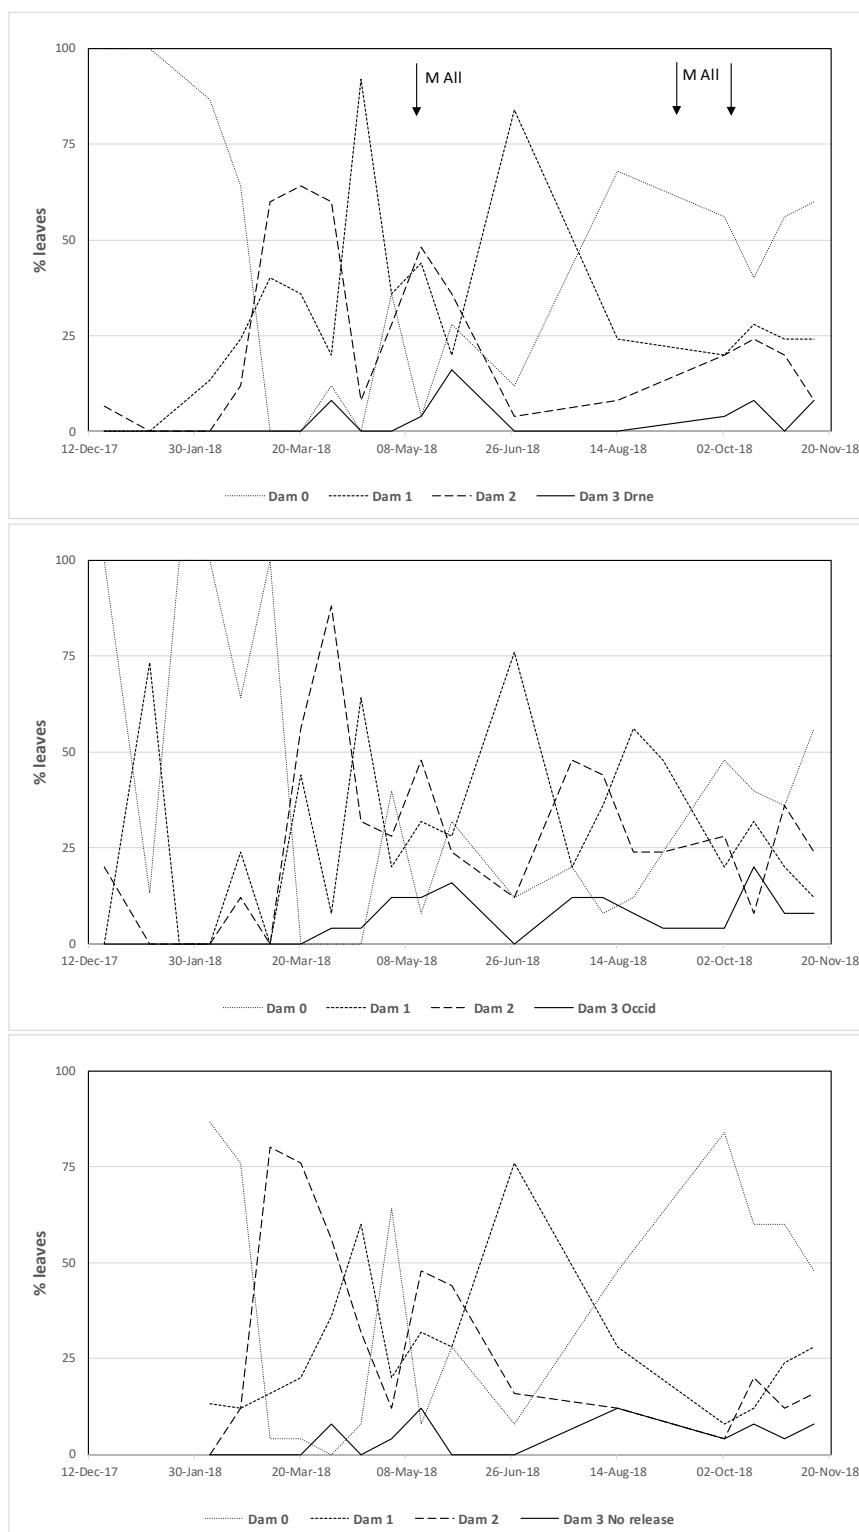 100
M All
M All
75
50
25
0
% leaves
12-Dec-17 30-Jan-18 20-Mar-18 08-May-18 26-Jun-18 14-Aug-18 02-Oct-18 20-Nov-18
Dam 0 Dam 1 Dam 2 Dam 3 Drne
100
75
50
25
0
% leaves
12-Dec-17 30-Jan-18 20-Mar-18 08-May-18 26-Jun-18 14-Aug-18 02-Oct-18 20-Nov-18
Dam 0 Dam 1 Dam 2 Dam 3 Occid
100
75
50
25
0
% leaves
12-Dec-17 30-Jan-18 20-Mar-18 08-May-18 26-Jun-18 14-Aug-18 02-Oct-18 20-Nov-18
Dam 0 Dam 1 Dam 2 Dam 3 No release